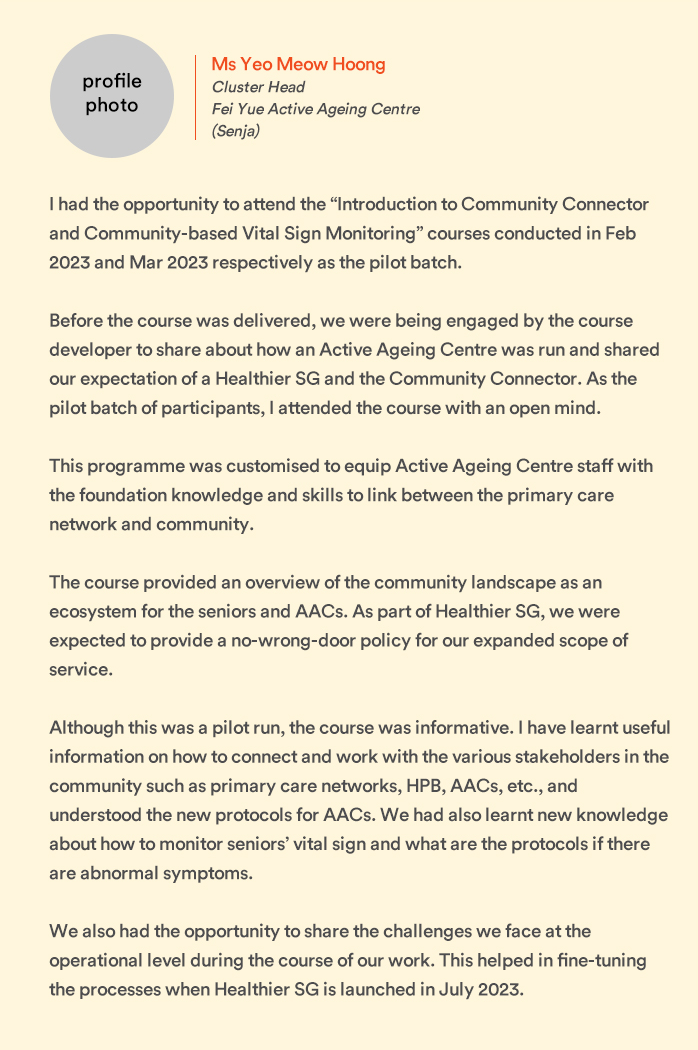 profile
photo
Ms Yeo Meow Hoong
Cluster Head
Fei Yue Active Ageing Centre
(Senja)
I had the opportunity to attend the “Introduction to Community Connector
and Community-based Vital Sign Monitoring” courses conducted in Feb
2023 and Mar 2023 respectively as the pilot batch.
Before the course was delivered, we were being engaged by the course
developer to share about how an Active Ageing Centre was run and shared
our expectation of a Healthier SG and the Community Connector. As the
pilot batch of participants, I attended the course with an open mind.
This programme was customised to equip Active Ageing Centre staff with
the foundation knowledge and skills to link between the primary care
network and community.
The course provided an overview of the community landscape as an
ecosystem for the seniors and AACs. As part of Healthier SG, we were
expected to provide a no-wrong-door policy for our expanded scope of
service.
Although this was a pilot run, the course was informative. I have learnt useful
information on how to connect and work with the various stakeholders in the
community such as primary care networks, HPB, AACs, etc., and
understood the new protocols for AACs. We had also learnt new knowledge
about how to monitor seniors’ vital sign and what are the protocols if there
are abnormal symptoms.
We also had the opportunity to share the challenges we face at the
operational level during the course of our work. This helped in fine-tuning
the processes when Healthier SG is launched in July 2023.